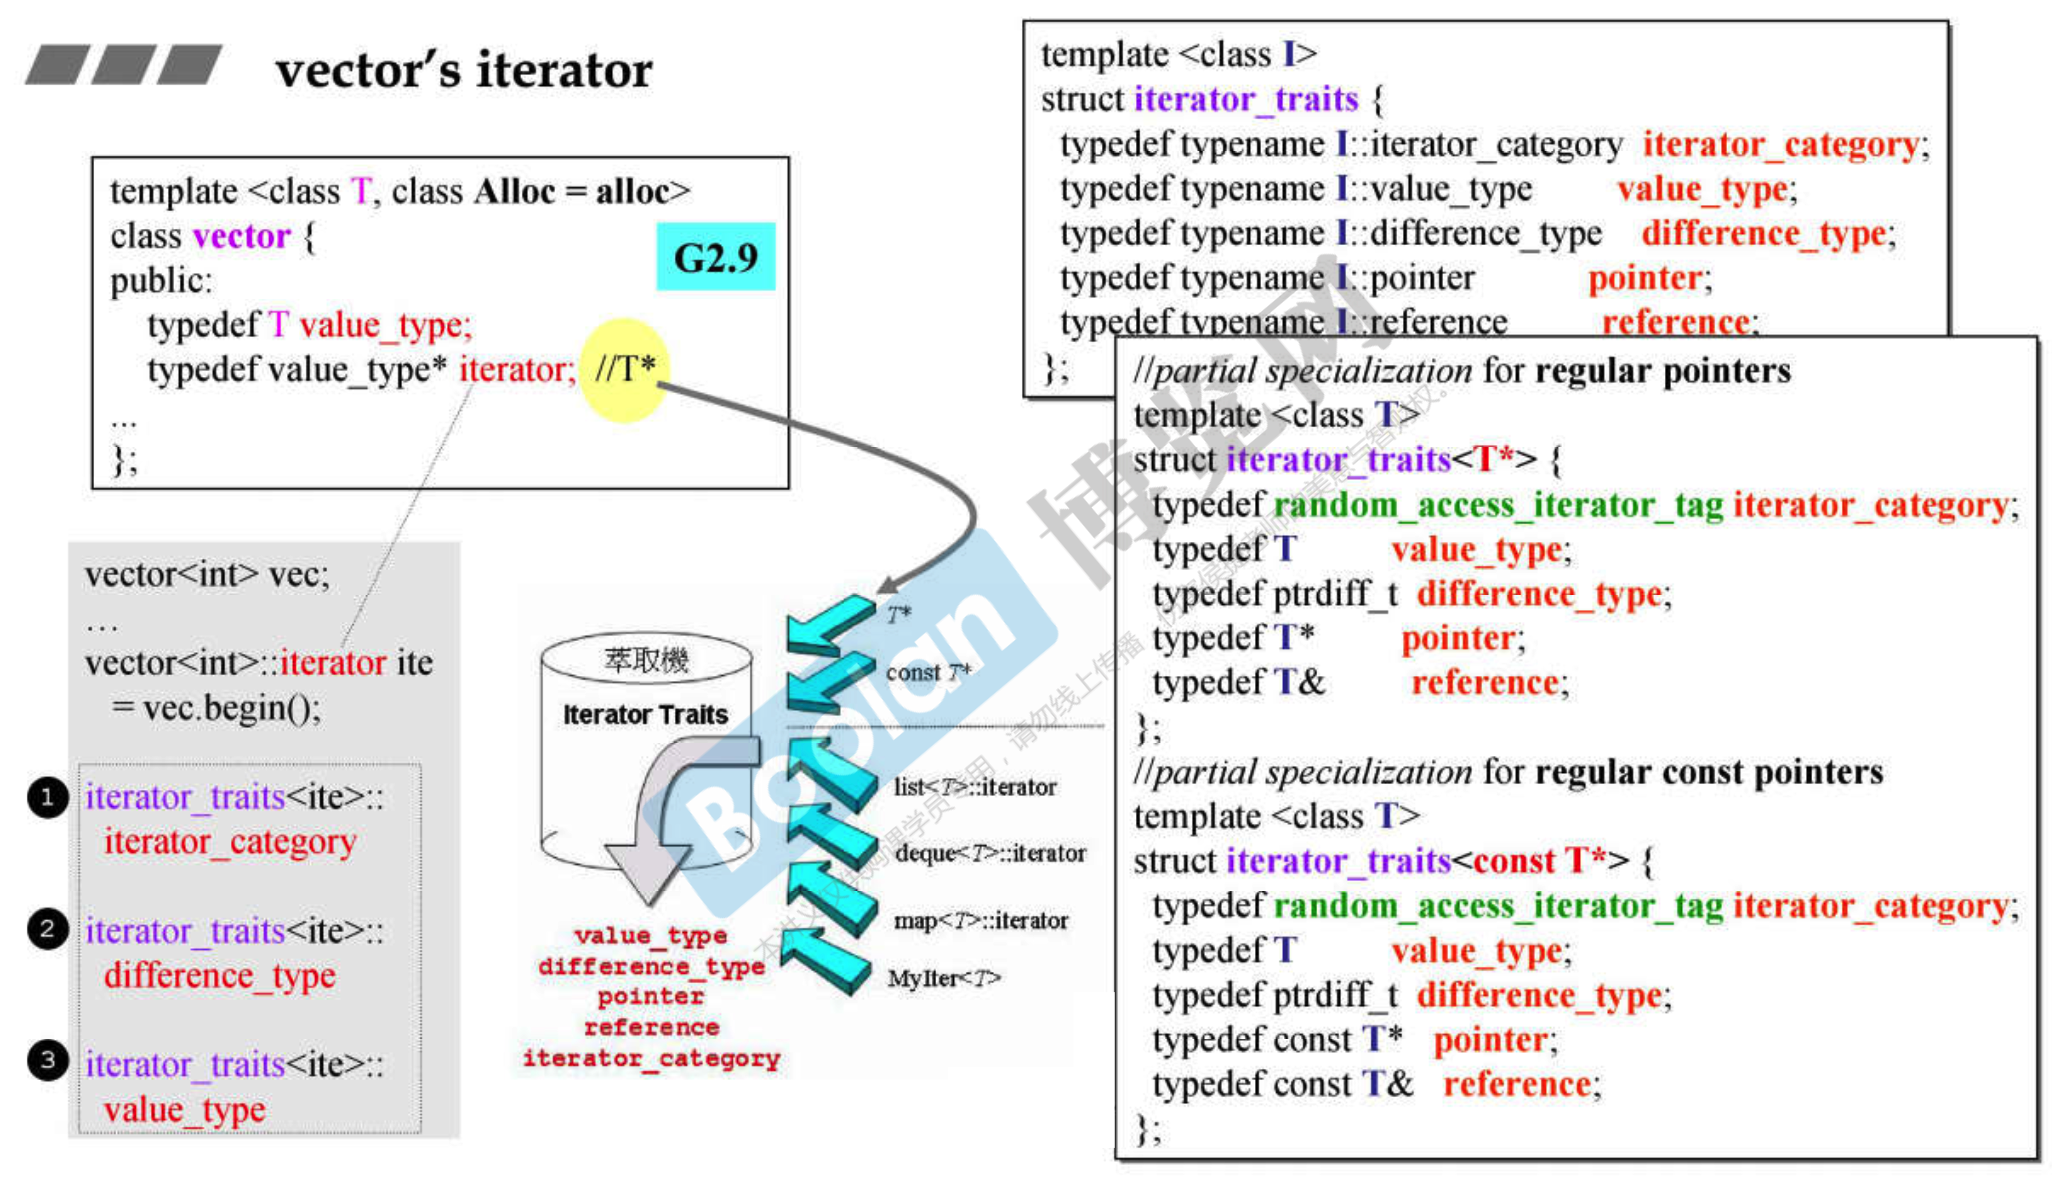 vector's iterator
template <class T, class Alloc = alloc>
class vector {
public:
typedef T value_type;
typedef value_type* iterator; //T*
...
};
G2.9
vector<int> vec;
...
vector<int>::iterator ite
= vec.begin();
1 iterator_traits<ite>::
iterator_category
2 iterator_traits<ite>::
difference_type
3 iterator_traits<ite>::
value_type
萃取機
Iterator Traits
T*
const T*
list<T>::iterator
deque<T>::iterator
map<T>::iterator
MyIter<T>
value_type
difference_type
pointer
reference
iterator_category
template <class I>
struct iterator_traits {
typedef typename I::iterator_category iterator_category;
typedef typename I::value_type value_type;
typedef typename I::difference_type difference_type;
typedef typename I::pointer pointer;
typedef typename I::reference reference;
};
//partial specialization for regular pointers
template <class T>
struct iterator_traits<T*> {
typedef random_access_iterator_tag iterator_category;
typedef T value_type;
typedef ptrdiff_t difference_type;
typedef T* pointer;
typedef T& reference;
};
//partial specialization for regular const pointers
template <class T>
struct iterator_traits<const T*> {
typedef random_access_iterator_tag iterator_category;
typedef T value_type;
typedef ptrdiff_t difference_type;
typedef const T* pointer;
typedef const T& reference;
};
Boolan
博览网